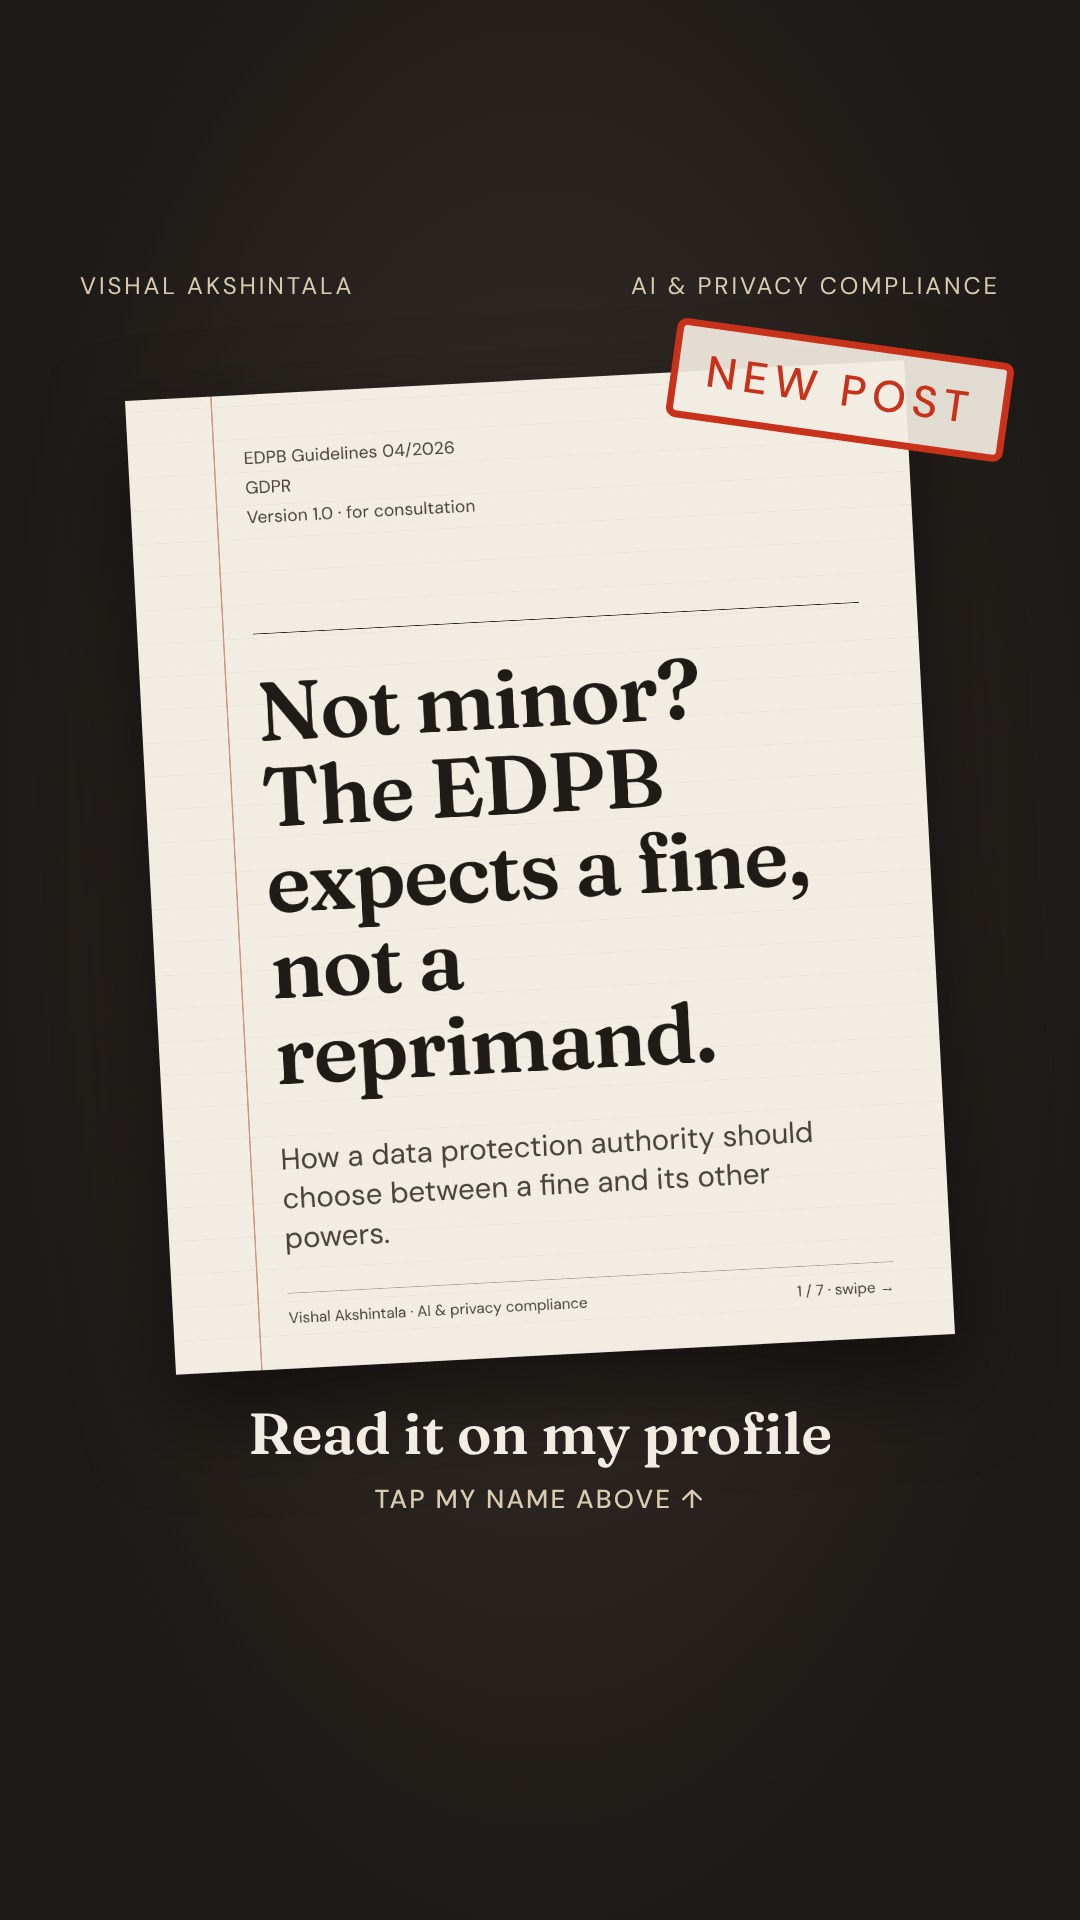 VISHAL AKSHINTALA
AI & PRIVACY COMPLIANCE
NEW POST
EDPB Guidelines 04/2026
GDPR
Version 1.0 · for consultation
Not minor?
The EDPB
expects a fine,
not a
reprimand.
How a data protection authority should
choose between a fine and its other
powers.
Vishal Akshintala · AI & privacy compliance
1 / 7 · swipe →
Read it on my profile
TAP MY NAME ABOVE ↑